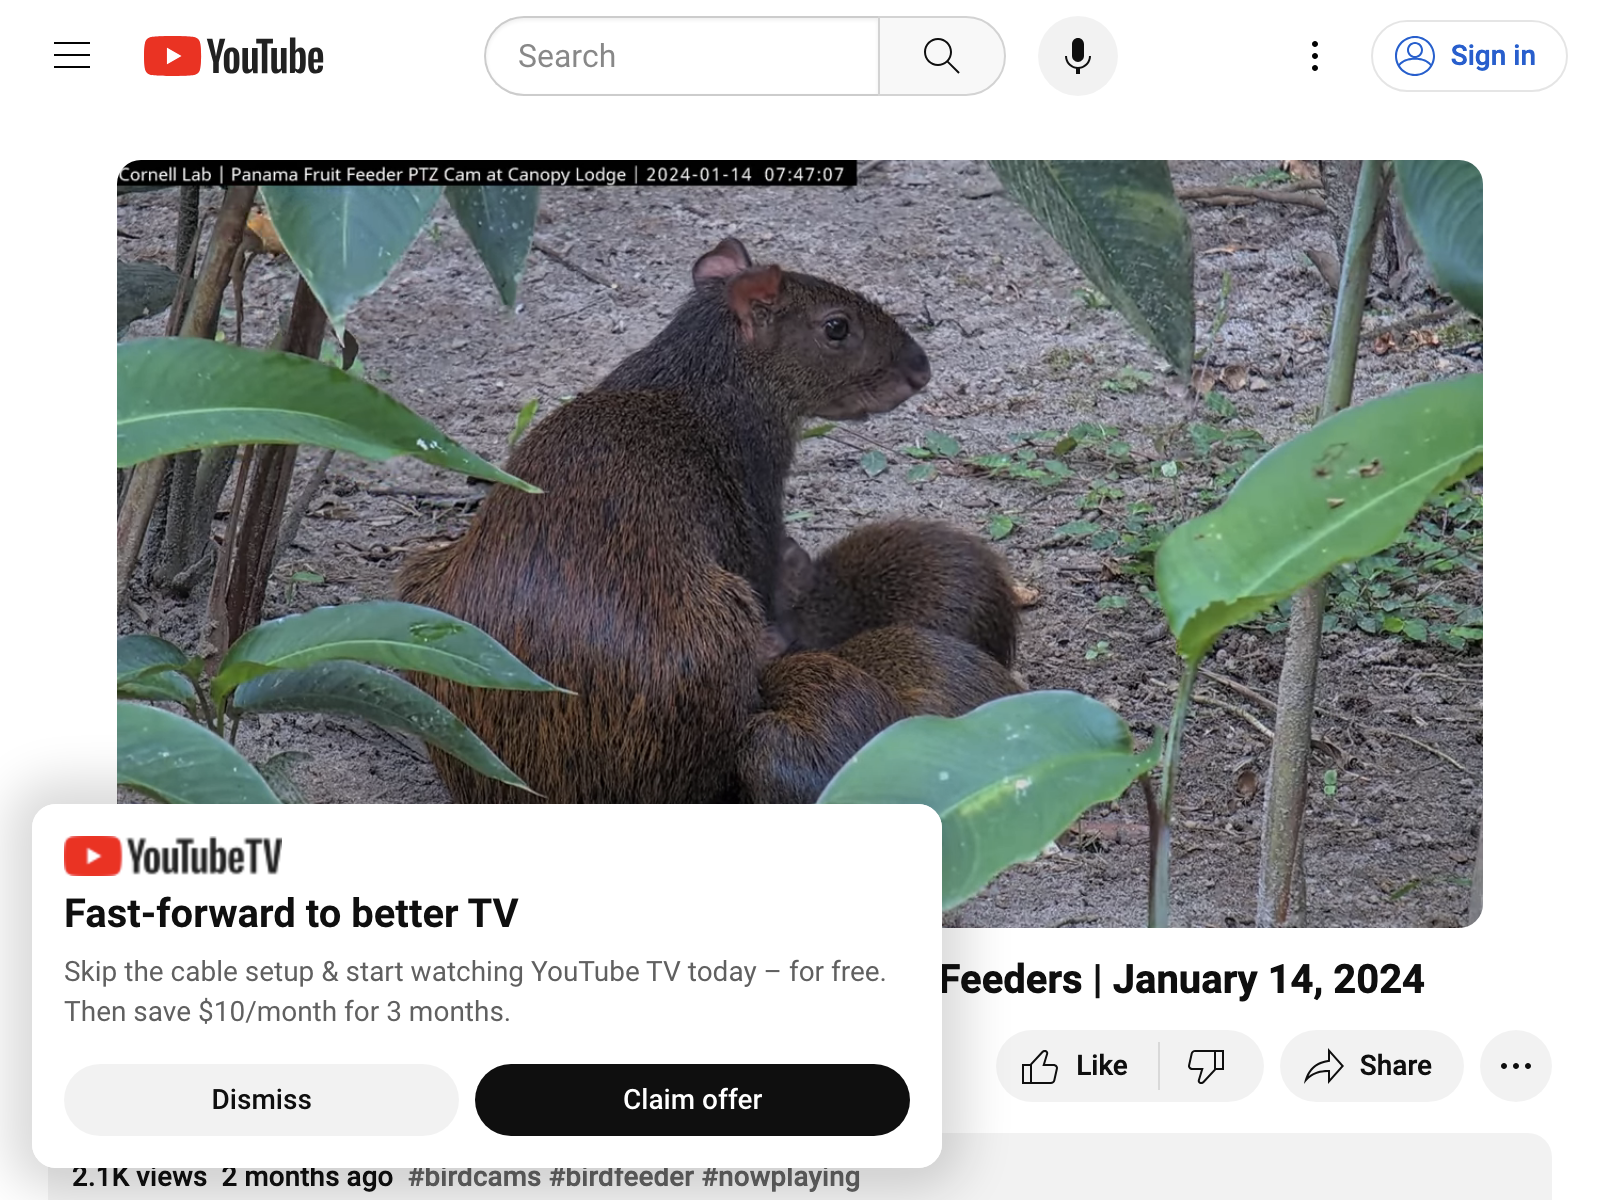 YouTube
Search
Sign in
Cornell Lab | Panama Fruit Feeder PTZ Cam at Canopy Lodge | 2024-01-14 07:47:07
YouTubeTV
Fast-forward to better TV
Skip the cable setup & start watching YouTube TV today – for free.
Then save $10/month for 3 months.
Dismiss
Claim offer
Feeders | January 14, 2024
Like
Share
2.1K views 2 months ago #birdcams #birdfeeder #nowplaying